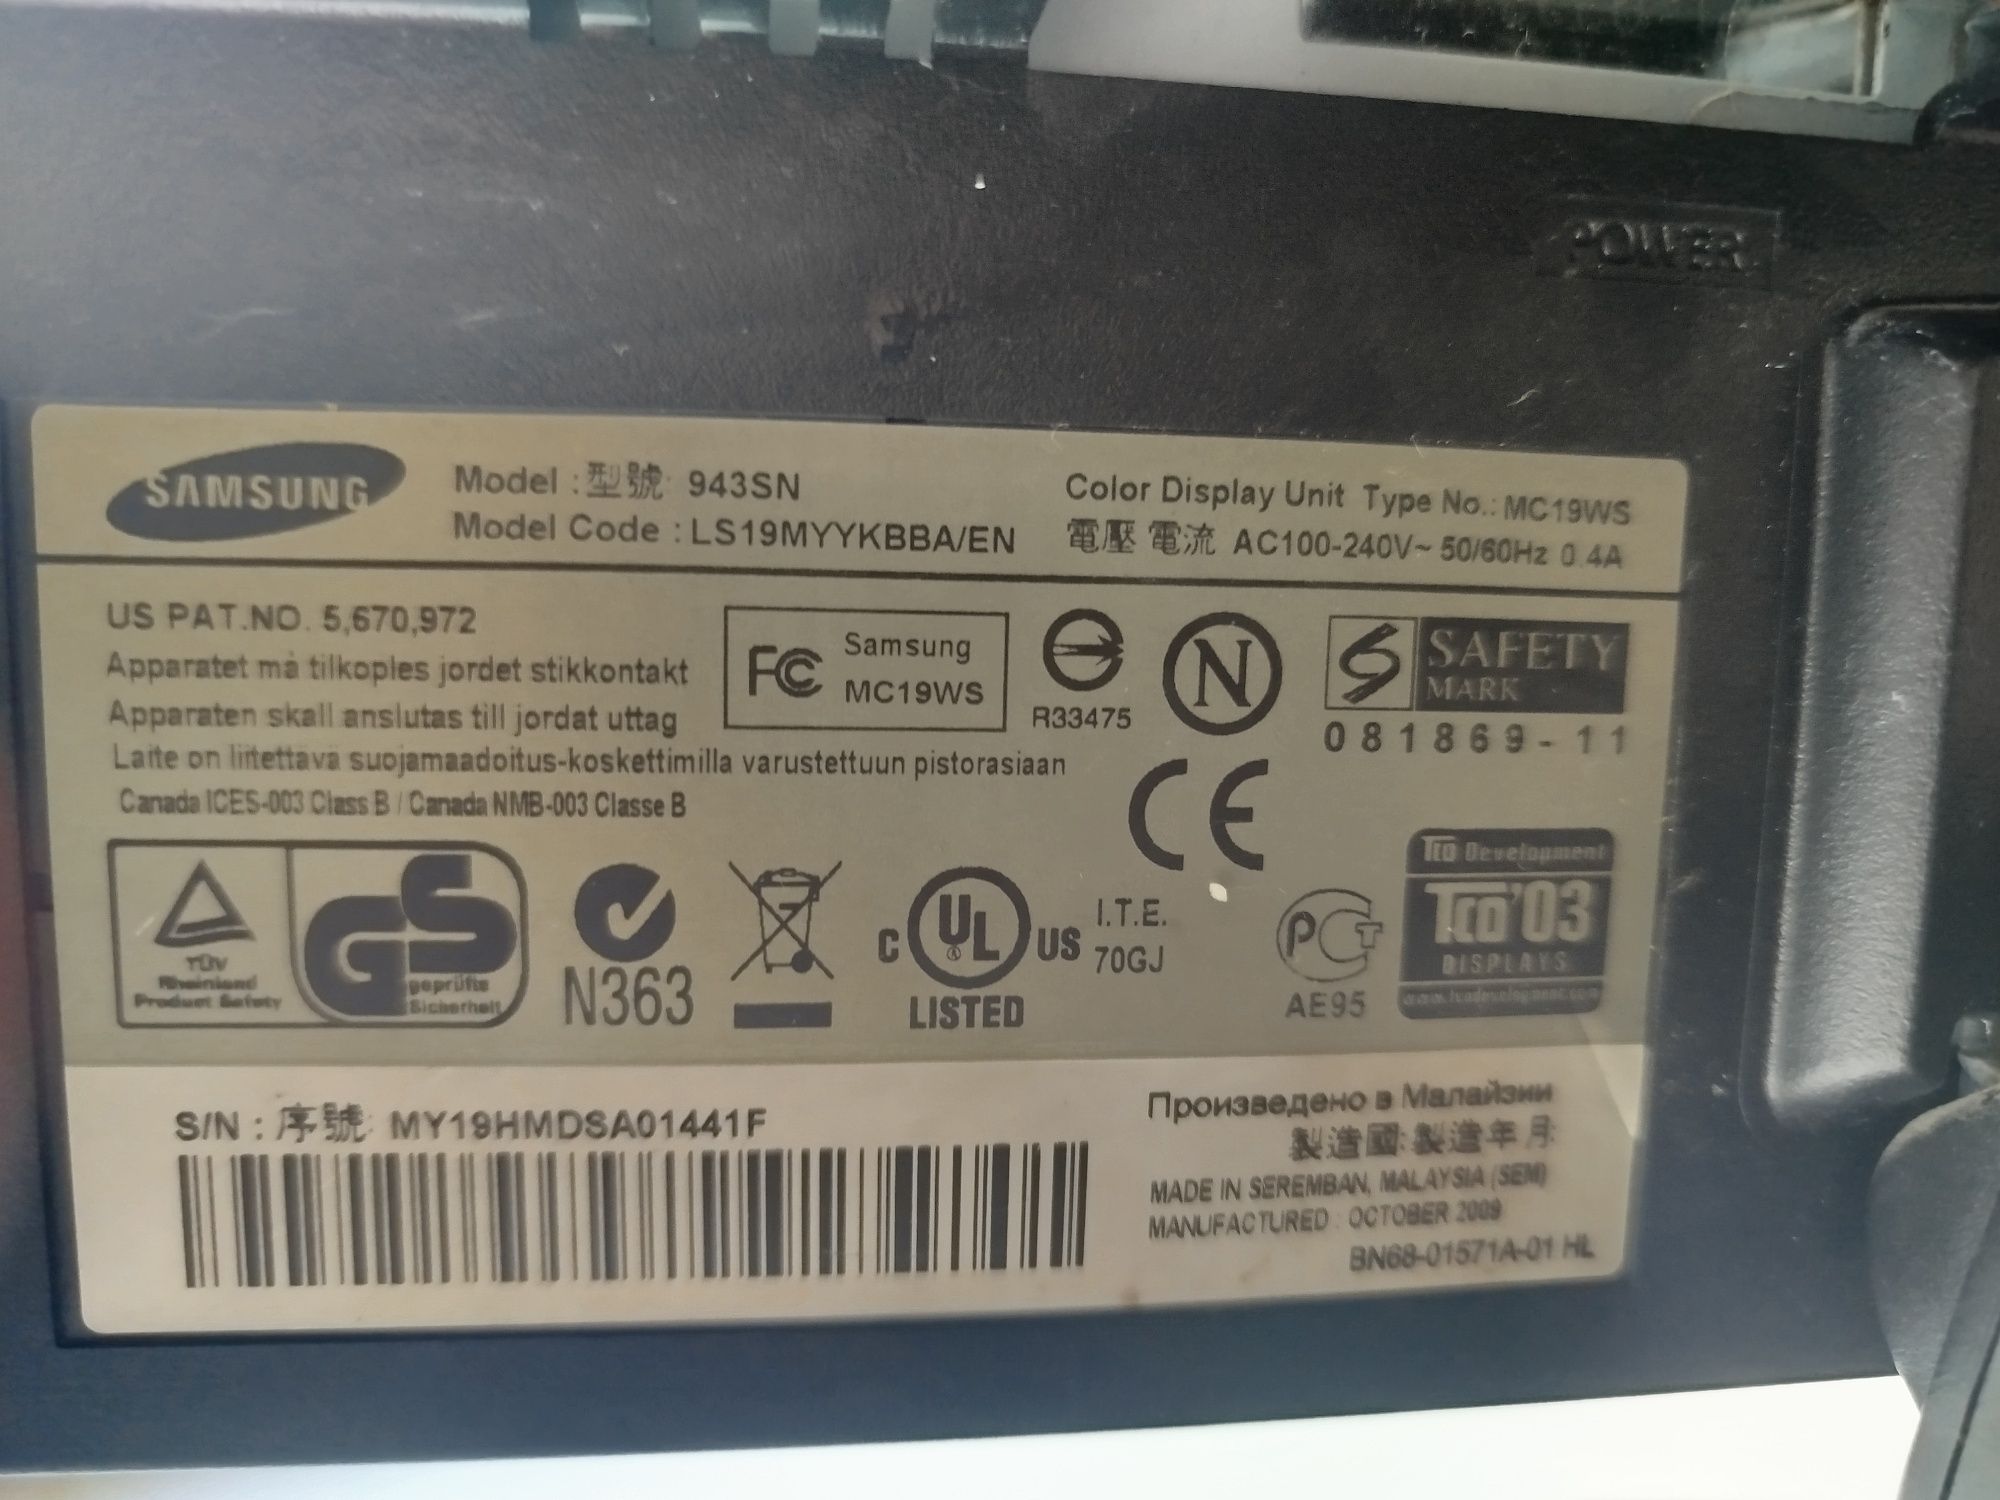 POWER
SAMSUNG
Model : 型號: 943SN
Model Code : LS19MYYKBBA/EN
Color Display Unit Type No.: MC19WS
電壓 電流 AC100-240V~ 50/60Hz 0.4A
US PAT.NO. 5,670,972
Apparatet må tilkoples jordet stikkontakt
Apparaten skall anslutas till jordat uttag
Laite on liitettävä suojamaadoitus-koskettimilla varustettuun pistorasiaan
Canada ICES-003 Class B / Canada NMB-003 Classe B
FC Samsung
MC19WS
R33475
N
S SAFETY
MARK
081869-11
CE
TÜV
Rheinland
Product Safety
GS
geprüfte
Sicherheit
N363
C UL US
LISTED
I.T.E.
70GJ
PCT
AE95
TCO Development
TCO'03
DISPLAYS
www.tcodevelopment.com
S/N : 序號: MY19HMDSA01441F
Произведено в Малайзии
製造國: 製造年月:
MADE IN SEREMBAN, MALAYSIA (SEM)
MANUFACTURED : OCTOBER 2009
BN68-01571A-01 HL